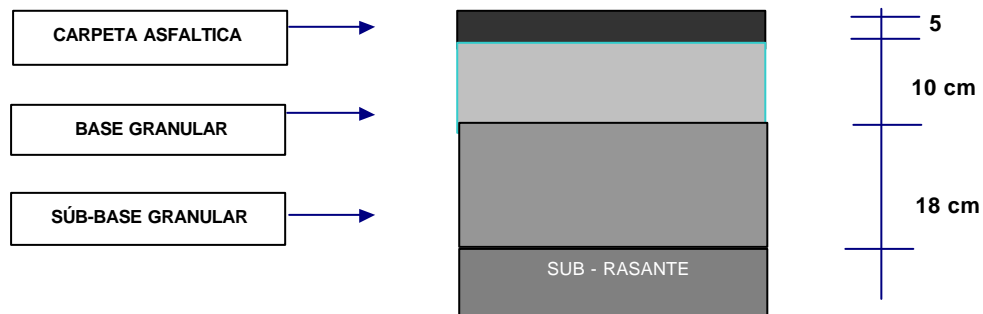 CARPETA ASFALTICA
5
10 cm
BASE GRANULAR
SÚB-BASE GRANULAR
18 cm
SUB - RASANTE